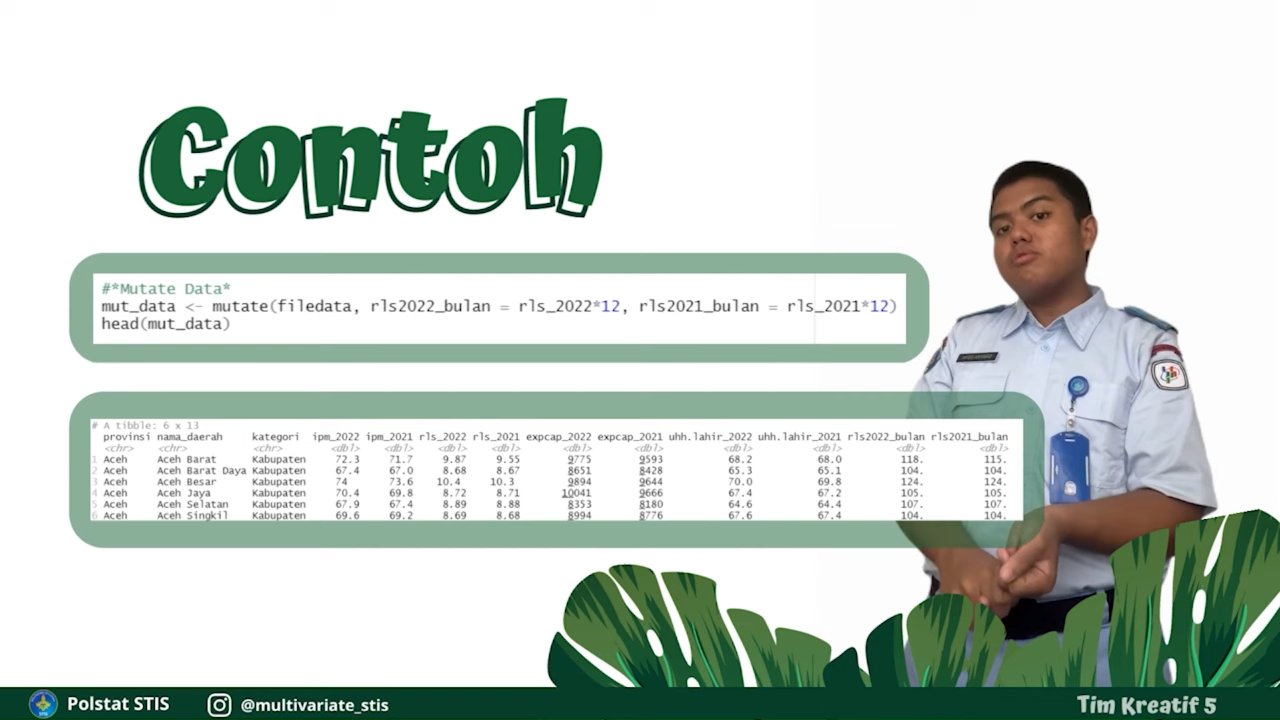 Contoh
#*Mutate Data*
mut_data <- mutate(filedata, rls2022_bulan = rls_2022*12, rls2021_bulan = rls_2021*12)
head(mut_data)
# A tibble: 6 x 13
provinsi nama_daerah kategori ipm_2022 ipm_2021 rls_2022 rls_2021 expcap_2022 expcap_2021 uhh.lahir_2022 uhh.lahir_2021 rls2022_bulan rls2021_bulan
<chr> <chr> <chr> <dbl> <dbl> <dbl> <dbl> <dbl> <dbl> <dbl> <dbl> <dbl> <dbl>
1 Aceh Aceh Barat Kabupaten 72.3 71.7 9.87 9.55 9775 9593 68.2 68.0 118. 115.
2 Aceh Aceh Barat Daya Kabupaten 67.4 67.0 8.68 8.67 8651 8428 65.3 65.1 104. 104.
3 Aceh Aceh Besar Kabupaten 74 73.6 10.4 10.3 9894 9644 70.0 69.8 124. 124.
4 Aceh Aceh Jaya Kabupaten 70.4 69.8 8.72 8.71 10041 9666 67.4 67.2 105. 105.
5 Aceh Aceh Selatan Kabupaten 67.9 67.4 8.89 8.88 8353 8180 64.6 64.4 107. 107.
6 Aceh Aceh Singkil Kabupaten 69.6 69.2 8.69 8.68 8994 8776 67.6 67.4 104. 104.
Polstat STIS
@multivariate_stis
Tim Kreatif 5